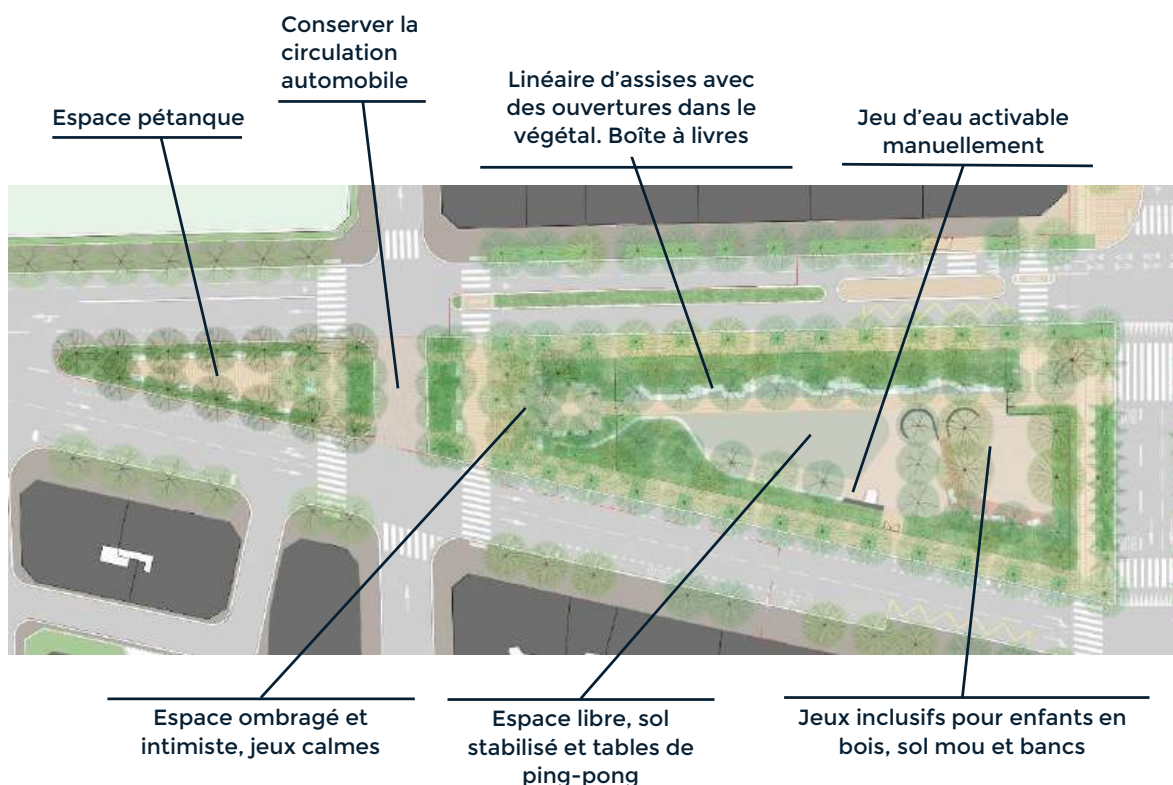 Conserver la
circulation
automobile
Espace pétanque
Linéaire d’assises avec
des ouvertures dans le
végétal. Boîte à livres
Jeu d’eau activable
manuellement
Espace ombragé et
intimiste, jeux calmes
Espace libre, sol
stabilisé et tables de
ping-pong
Jeux inclusifs pour enfants en
bois, sol mou et bancs